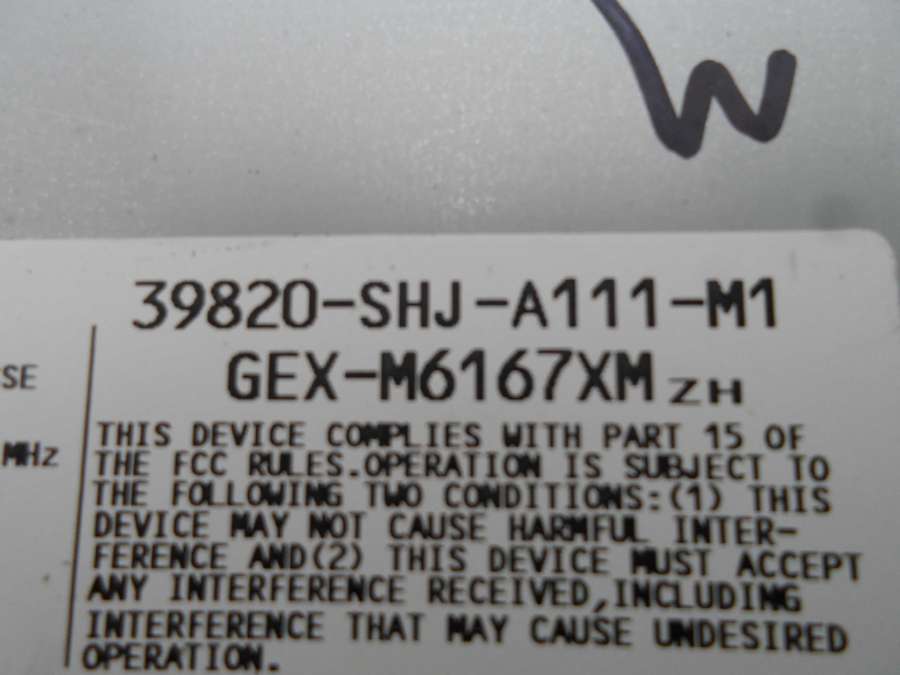 W
39820-SHJ-A111-M1
GEX-M6167XM ZH
SE
MHz
THIS DEVICE COMPLIES WITH PART 15 OF
THE FCC RULES.OPERATION IS SUBJECT TO
THE FOLLOWING TWO CONDITIONS:(1) THIS
DEVICE MAY NOT CAUSE HARMFUL INTER-
FERENCE AND(2) THIS DEVICE MUST ACCEPT
ANY INTERFERENCE RECEIVED,INCLUDING
INTERFERENCE THAT MAY CAUSE UNDESIRED
OPERATION.